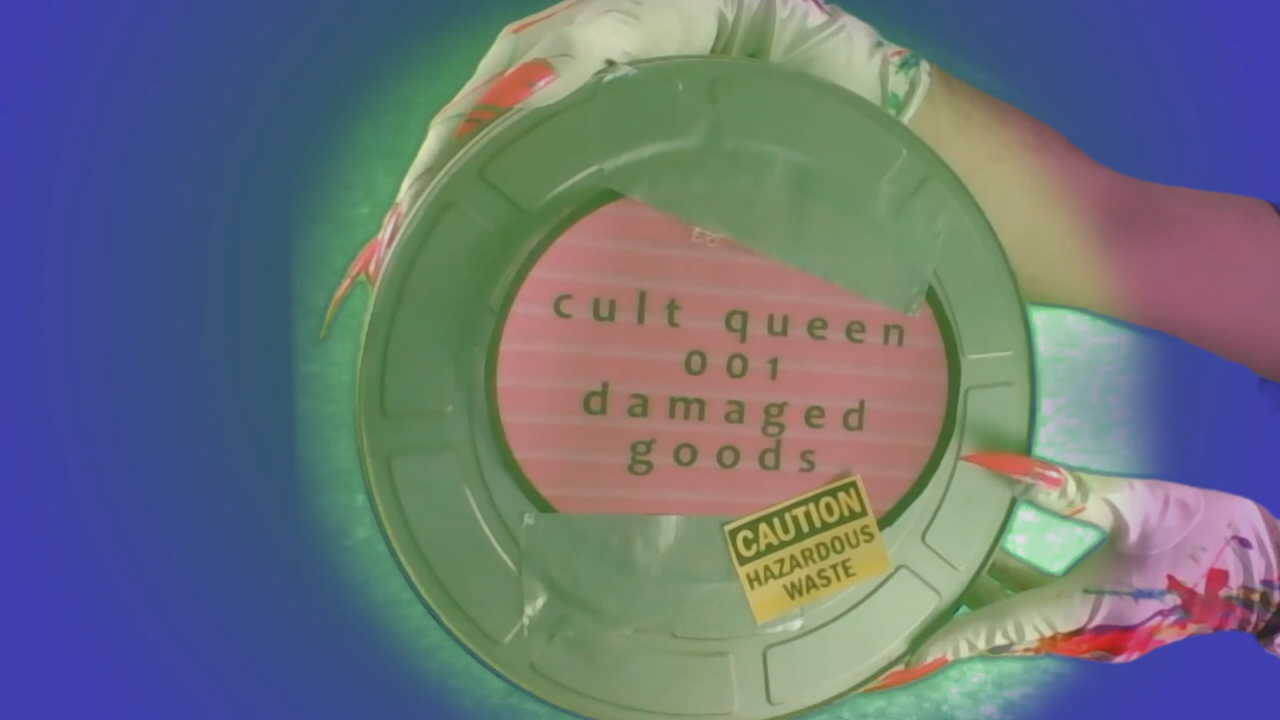 cult queen
001
damaged
goods
CAUTION
HAZARDOUS
WASTE